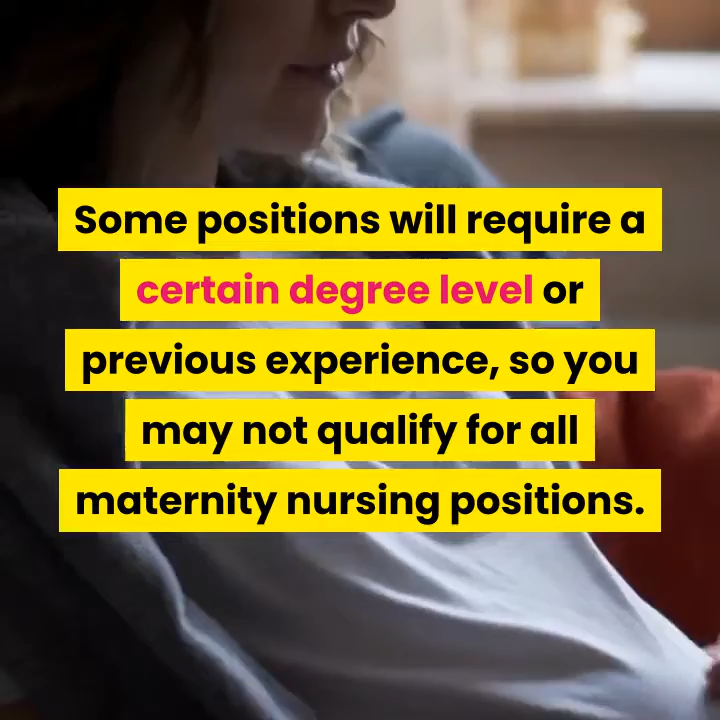 Some positions will require a
certain degree level or
previous experience, so you
may not qualify for all
maternity nursing positions.